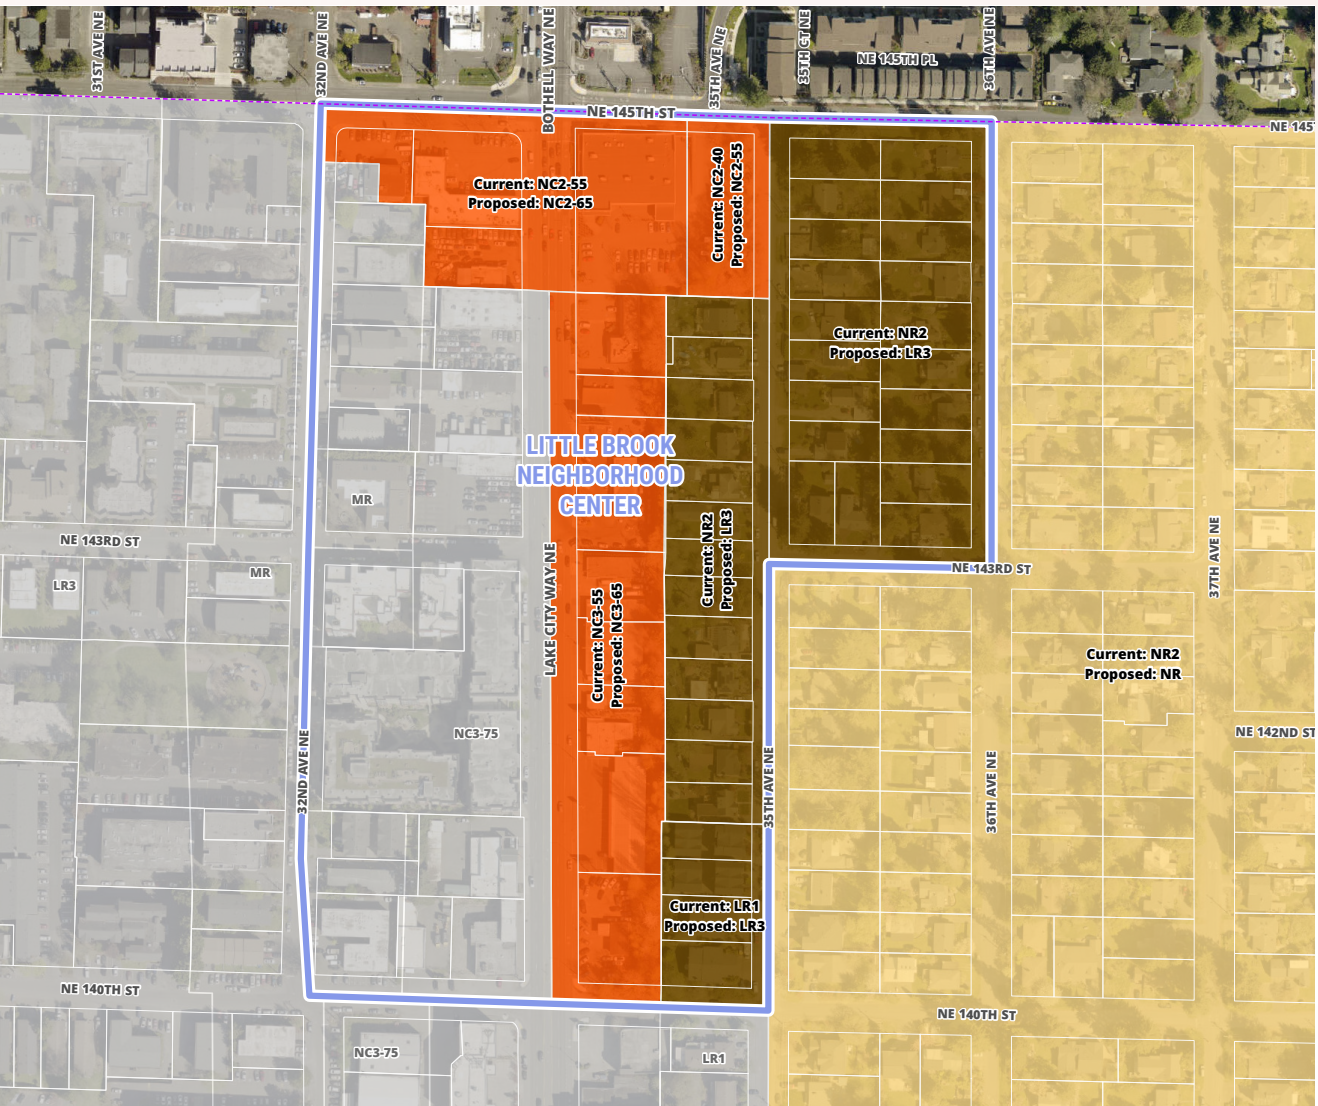 31ST AVE NE
32ND AVE NE
BOTHELL WAY NE
35TH AVE NE
35TH CT NE
36TH AVENE
NE 145TH PL
NE 145TH ST
NE 145
Current: NC2-55
Proposed: NC2-65
Current: NC2-40
Proposed: NC2-55
Current: NR2
Proposed: LR3
LITTLE BROOK
NEIGHBORHOOD
CENTER
MR
NE 143RD ST
LR3
MR
LAKE CITY WAY NE
Current: NC3-55
Proposed: NC3-65
Current: NR2
Proposed: LR3
NE 143RD ST
37TH AVE NE
Current: NR2
Proposed: NR
NC3-75
NE 142ND ST
32ND AVE NE
35TH AVE NE
36TH AVE NE
Current: LR1
Proposed: LR3
NE 140TH ST
NE 140TH ST
NC3-75
LR1